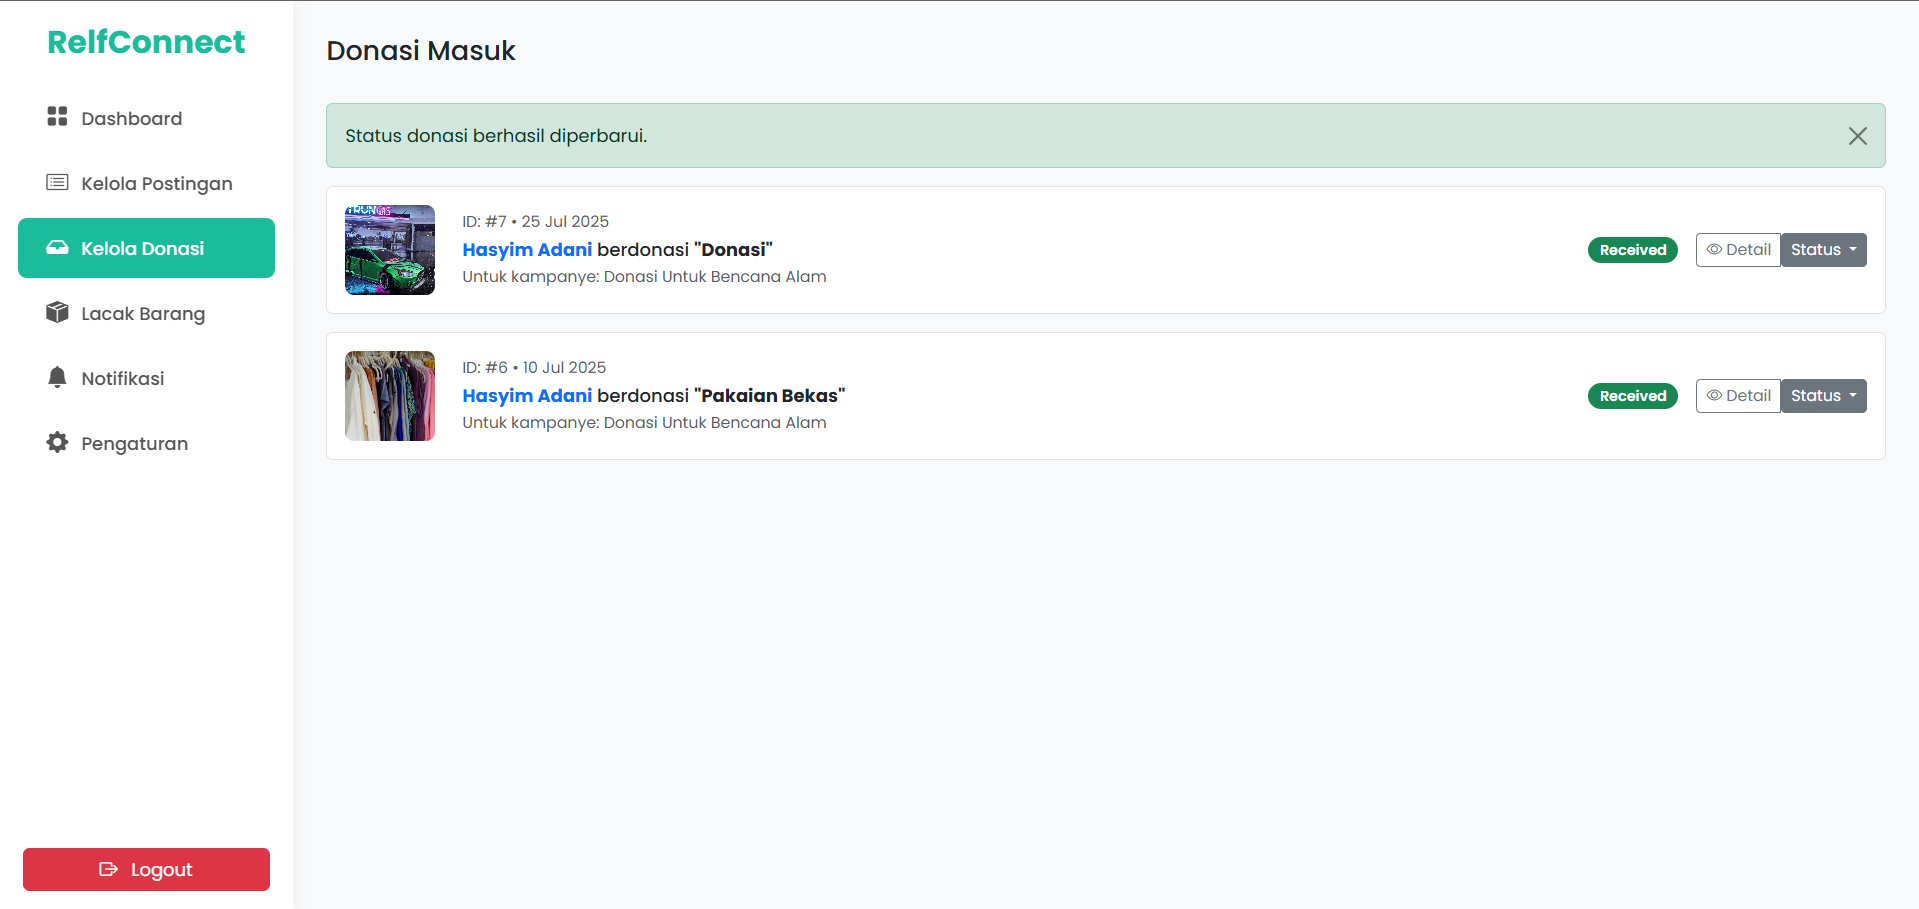 RelfConnect
Dashboard
Kelola Postingan
Kelola Donasi
Lacak Barang
Notifikasi
Pengaturan
Logout
Donasi Masuk
Status donasi berhasil diperbarui.
ID: #7 • 25 Jul 2025
Hasyim Adani berdonasi "Donasi"
Untuk kampanye: Donasi Untuk Bencana Alam
Received Detail Status
ID: #6 • 10 Jul 2025
Hasyim Adani berdonasi "Pakaian Bekas"
Untuk kampanye: Donasi Untuk Bencana Alam
Received Detail Status